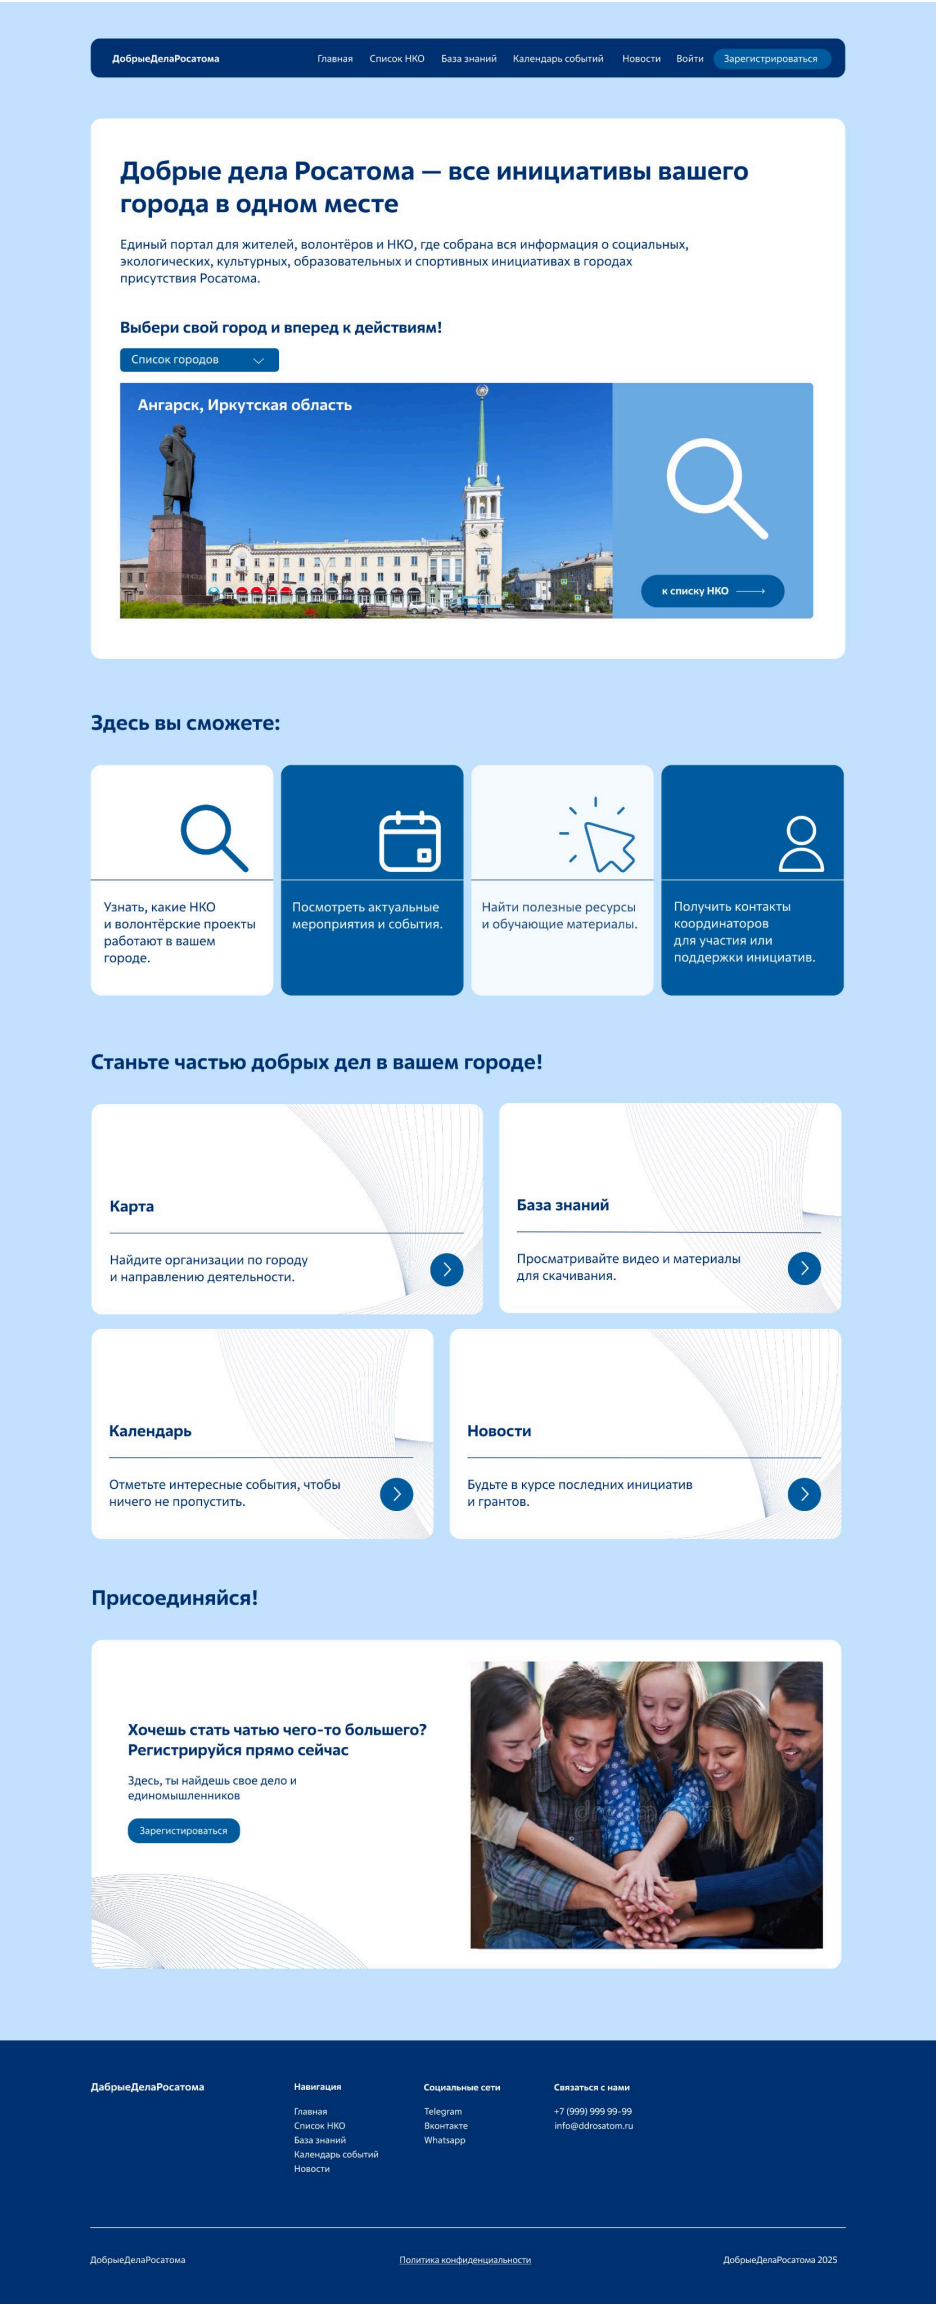 ДобрыеДелаРосатома
Главная
Список НКО
База знаний
Календарь событий
Новости
Войти
Зарегистрироваться
Добрые дела Росатома — все инициативы вашего
города в одном месте
Единый портал для жителей, волонтёров и НКО, где собрана вся информация о социальных,
экологических, культурных, образовательных и спортивных инициативах в городах
присутствия Росатома.
Выбери свой город и вперед к действиям!
Список городов
Ангарск, Иркутская область
к списку НКО
Здесь вы сможете:
Узнать, какие НКО
и волонтёрские проекты
работают в вашем
городе.
Посмотреть актуальные
мероприятия и события.
Найти полезные ресурсы
и обучающие материалы.
Получить контакты
координаторов
для участия или
поддержки инициатив.
Станьте частью добрых дел в вашем городе!
Карта
Найдите организации по городу
и направлению деятельности.
База знаний
Просматривайте видео и материалы
для скачивания.
Календарь
Отметьте интересные события, чтобы
ничего не пропустить.
Новости
Будьте в курсе последних инициатив
и грантов.
Присоединяйся!
Хочешь стать чатью чего-то большего?
Регистрируйся прямо сейчас
Здесь, ты найдешь свое дело и
единомышленников
Зарегистироваться
dreamstime
ДабрыеДелаРосатома
Навигация
Главная
Список НКО
База знаний
Календарь событий
Новости
Социальные сети
Telegram
Вконтакте
Whatsapp
Связаться с нами
+7 (999) 999 99-99
info@ddrosatom.ru
ДобрыеДелаРосатома
Политика конфиденциальности
ДобрыеДелаРосатома 2025